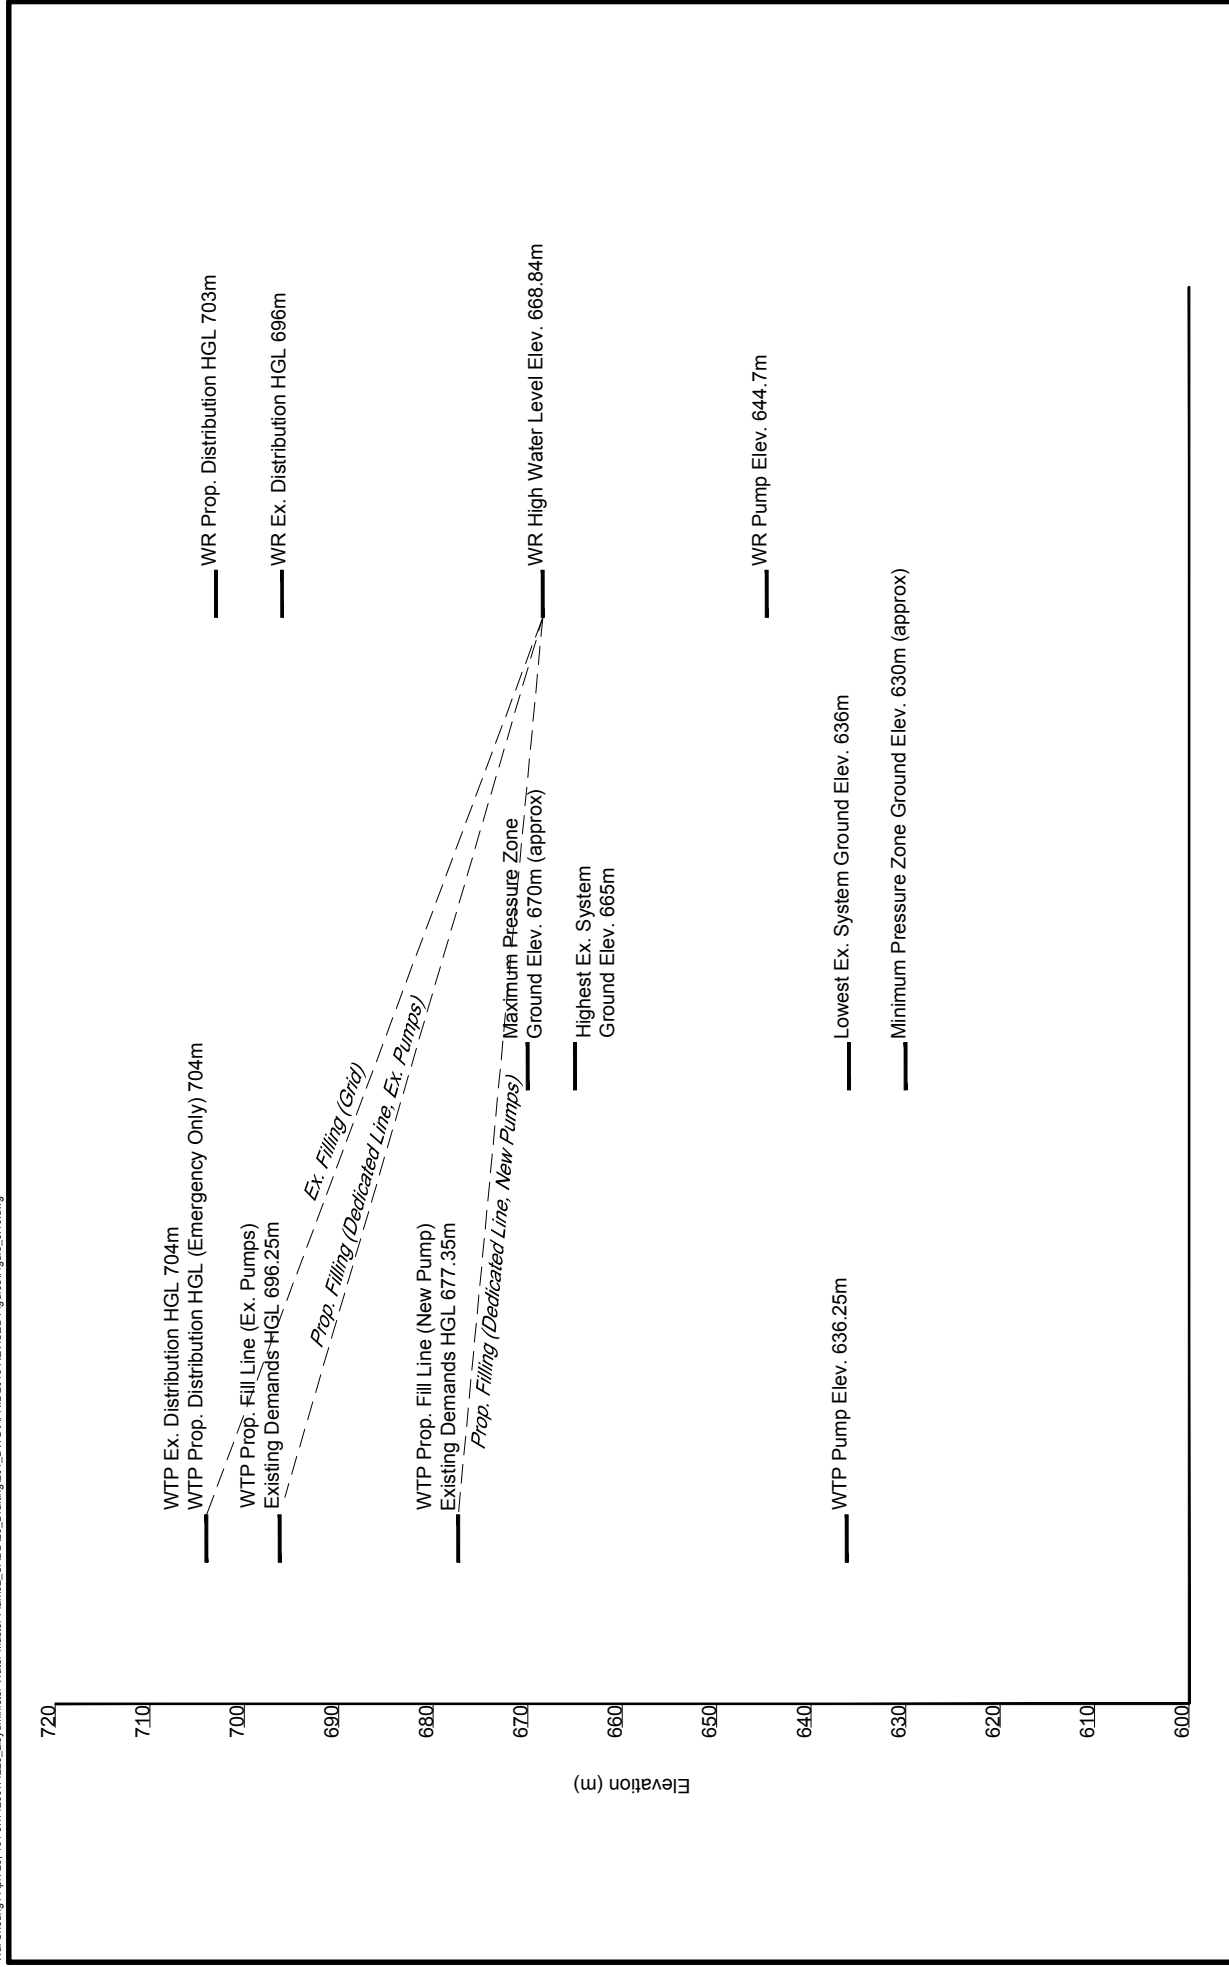 WTP Ex. Distribution HGL 704m
WTP Prop. Distribution HGL (Emergency Only) 704m
WTP Prop. Fill Line (Ex. Pumps)
Existing Demands HGL 696.25m
WTP Prop. Fill Line (New Pump)
Existing Demands HGL 677.35m
WTP Pump Elev. 636.25m
Ex. Filling (Grid)
Prop. Filling (Dedicated Line, Ex. Pumps)
Prop. Filling (Dedicated Line, New Pumps)
Maximum Pressure Zone
Ground Elev. 670m (approx)
Highest Ex. System
Ground Elev. 665m
Lowest Ex. System Ground Elev. 636m
Minimum Pressure Zone Ground Elev. 630m (approx)
WR Prop. Distribution HGL 703m
WR Ex. Distribution HGL 696m
WR High Water Level Elev. 668.84m
WR Pump Elev. 644.7m
720
710
700
690
680
670
660
650
640
630
620
610
600
Elevation (m)